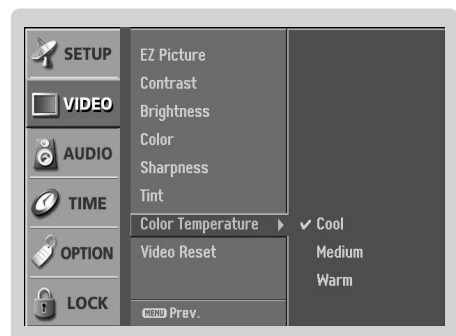 SETUP
VIDEO
AUDIO
TIME
OPTION
LOCK
EZ Picture
Contrast
Brightness
Color
Sharpness
Tint
Color Temperature
Video Reset
MENU Prev.
Cool
Medium
Warm